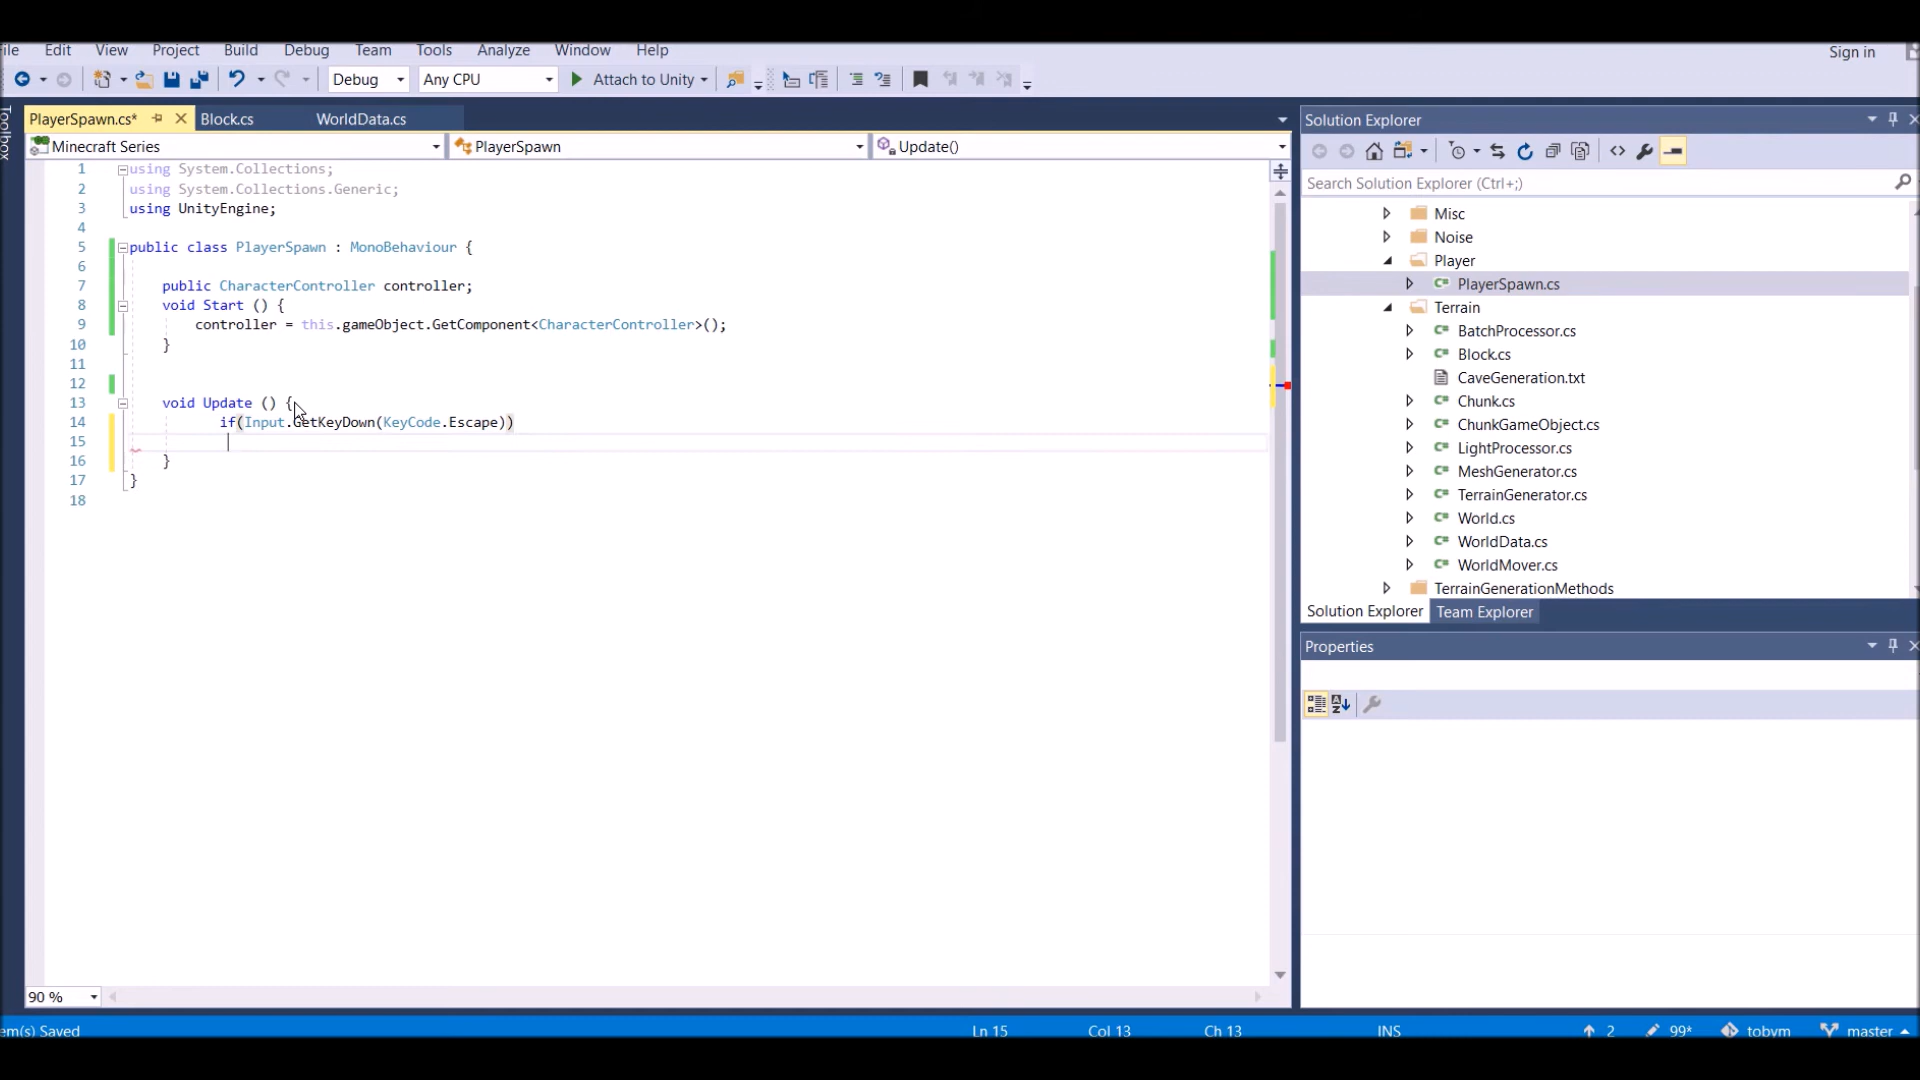 ile Edit View Project Build Debug Team Tools Analyze Window Help Sign in
Debug Any CPU Attach to Unity
Toolbox
PlayerSpawn.cs* Block.cs WorldData.cs
Minecraft Series PlayerSpawn Update()
1 using System.Collections;
2 using System.Collections.Generic;
3 using UnityEngine;
4
5 public class PlayerSpawn : MonoBehaviour {
6
7 public CharacterController controller;
8 void Start () {
9 controller = this.gameObject.GetComponent<CharacterController>();
10 }
11
12
13 void Update () {
14 if(Input.GetKeyDown(KeyCode.Escape))
15
16 }
17 }
18
90 %
Solution Explorer
Search Solution Explorer (Ctrl+;)
Misc
Noise
Player
PlayerSpawn.cs
Terrain
BatchProcessor.cs
Block.cs
CaveGeneration.txt
Chunk.cs
ChunkGameObject.cs
LightProcessor.cs
MeshGenerator.cs
TerrainGenerator.cs
World.cs
WorldData.cs
WorldMover.cs
TerrainGenerationMethods
Solution Explorer Team Explorer
Properties
em(s) Saved Ln 15 Col 13 Ch 13 INS 2 99* tobym master